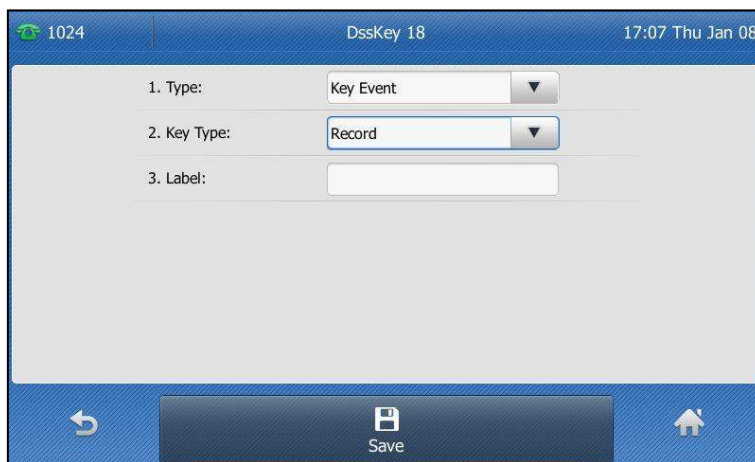 1024 DssKey 18 17:07 Thu Jan 08
1. Type: Key Event
2. Key Type: Record
3. Label:
Save